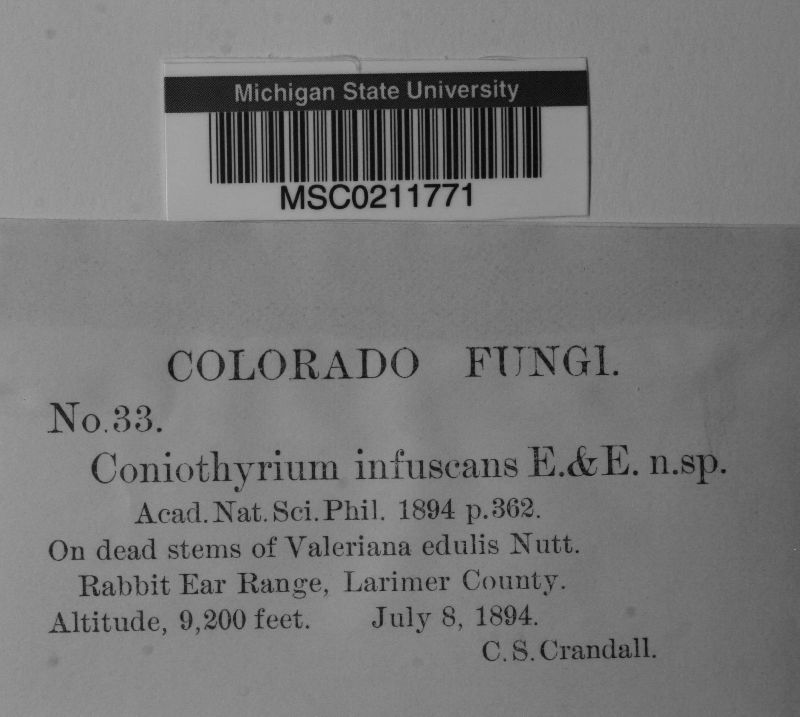 Michigan State University
MSC0211771
COLORADO FUNGI.
No.33.
Coniothyrium infuscans E.&E. n.sp.
Acad. Nat. Sci. Phil. 1894 p.362.
On dead stems of Valeriana edulis Nutt.
Rabbit Ear Range, Larimer County.
Altitude, 9,200 feet. July 8, 1894.
C. S. Crandall.